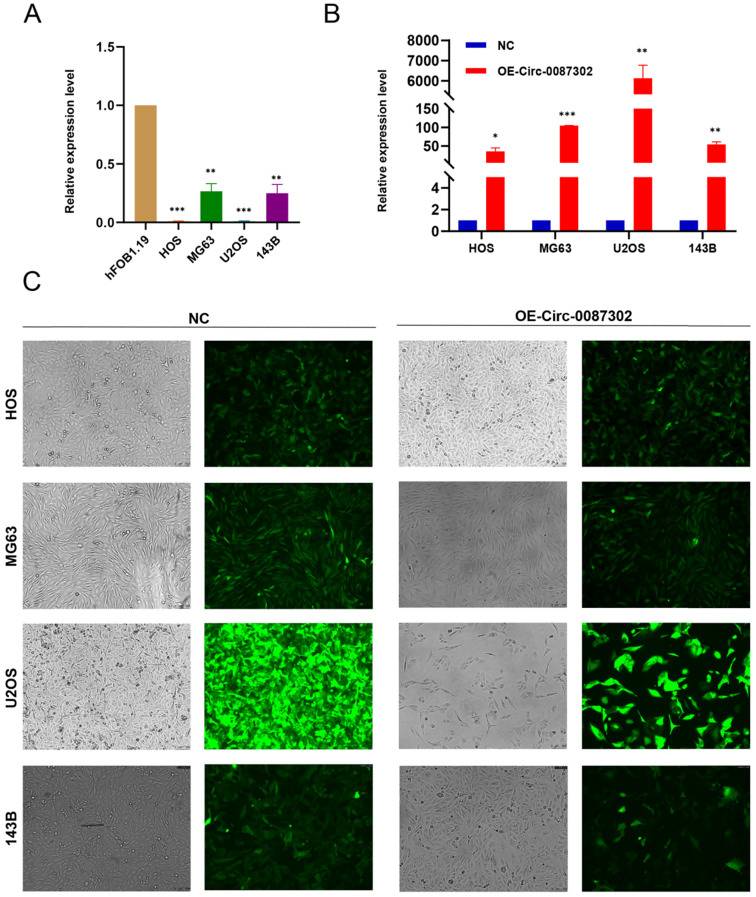 A
Relative expression level
1.5
1.0
0.5
0.0
***
**
***
**
hFOB1.19
HOS
MG63
U2OS
143B
B
Relative expression level
8000
6000
150
100
50
4
2
0
NC
OE-Circ-0087302
*
***
**
**
HOS
MG63
U2OS
143B
C
NC
OE-Circ-0087302
HOS
MG63
U2OS
143B